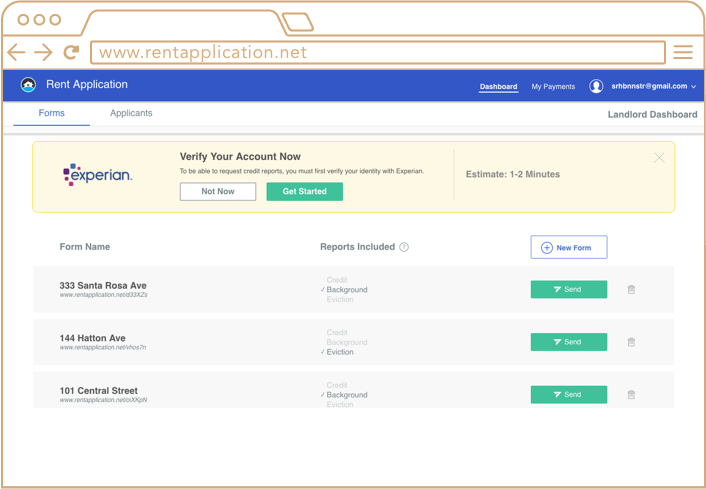 www.rentapplication.net
Rent Application
Dashboard
My Payments
srhbnnstr@gmail.com
Forms
Applicants
Landlord Dashboard
experian.
Verify Your Account Now
To be able to request credit reports, you must first verify your identity with Experian.
Not Now
Get Started
Estimate: 1-2 Minutes
Form Name
Reports Included ?
New Form
333 Santa Rosa Ave
www.rentapplication.net/d33XZs
Credit
✓ Background
Eviction
Send
144 Hatton Ave
www.rentapplication.net/vhos7n
Credit
Background
✓ Eviction
Send
101 Central Street
www.rentapplication.net/oiXKpN
Credit
✓ Background
Eviction
Send